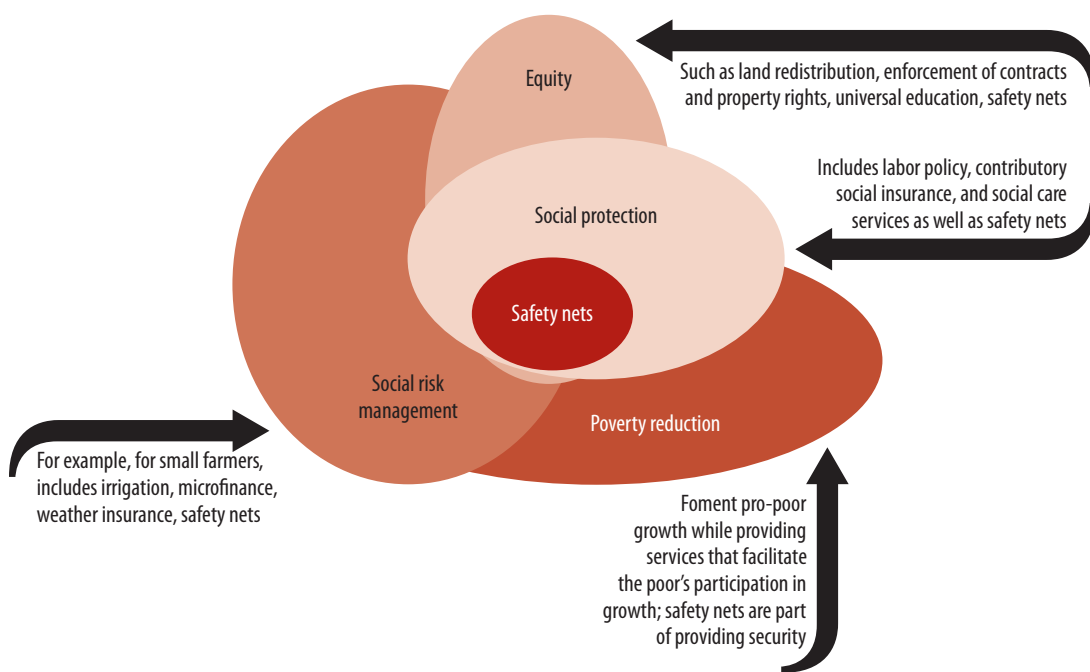 Equity
Such as land redistribution, enforcement of contracts
and property rights, universal education, safety nets
Includes labor policy, contributory
social insurance, and social care
services as well as safety nets
Social protection
Safety nets
Social risk
management
Poverty reduction
For example, for small farmers,
includes irrigation, microfinance,
weather insurance, safety nets
Foment pro-poor
growth while providing
services that facilitate
the poor’s participation in
growth; safety nets are part
of providing security